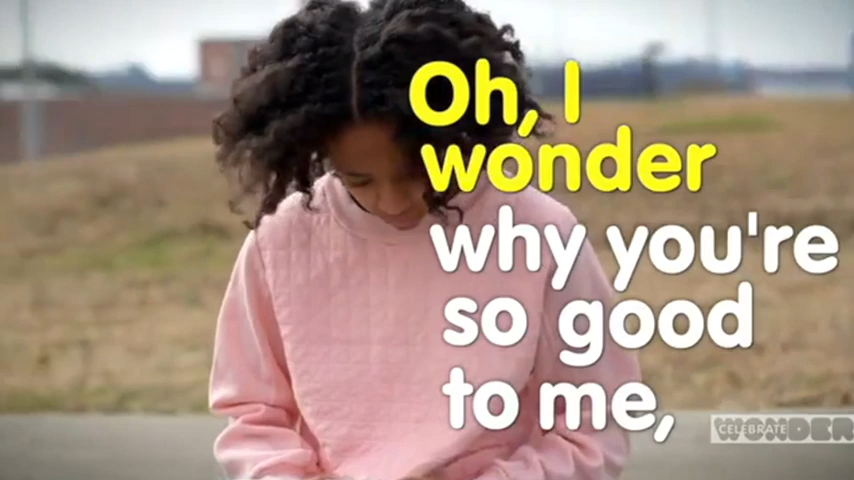 Oh, I
wonder
why you're
so good
to me,
CELEBRATE
WONDER